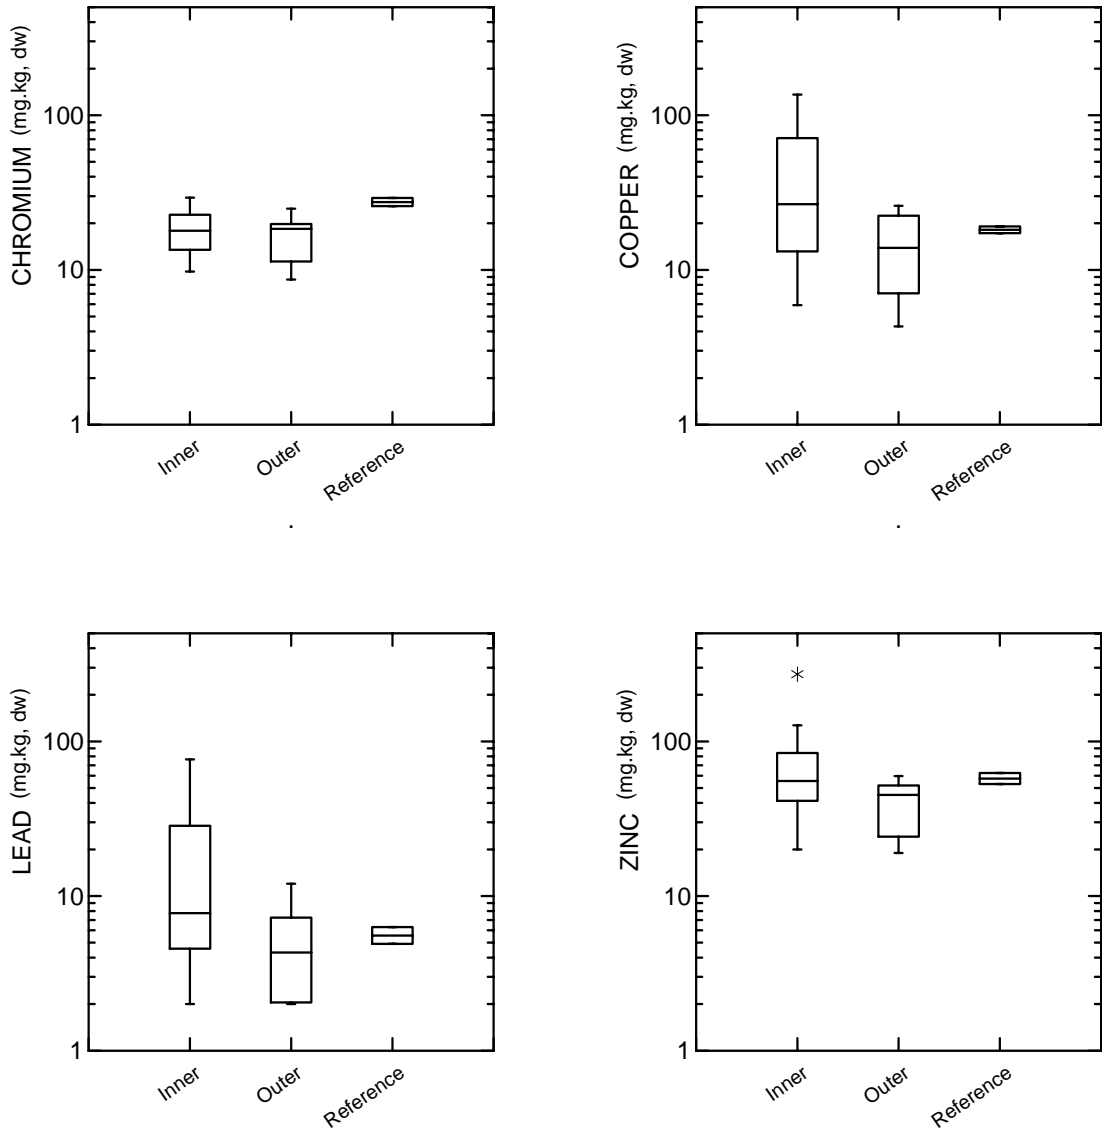 CHROMIUM (mg.kg, dw)
100
10
1
Inner
Outer
Reference
.
COPPER (mg.kg, dw)
100
10
1
Inner
Outer
Reference
.
LEAD (mg.kg, dw)
100
10
1
Inner
Outer
Reference
ZINC (mg.kg, dw)
100
10
1
Inner
Outer
Reference